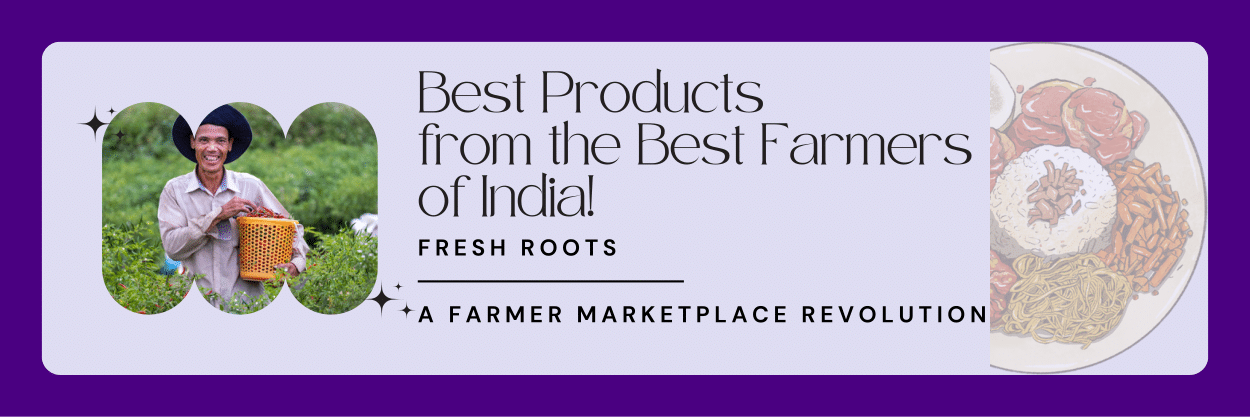 Best Products
from the Best Farmers
of India!
FRESH ROOTS
A FARMER MARKETPLACE REVOLUTION